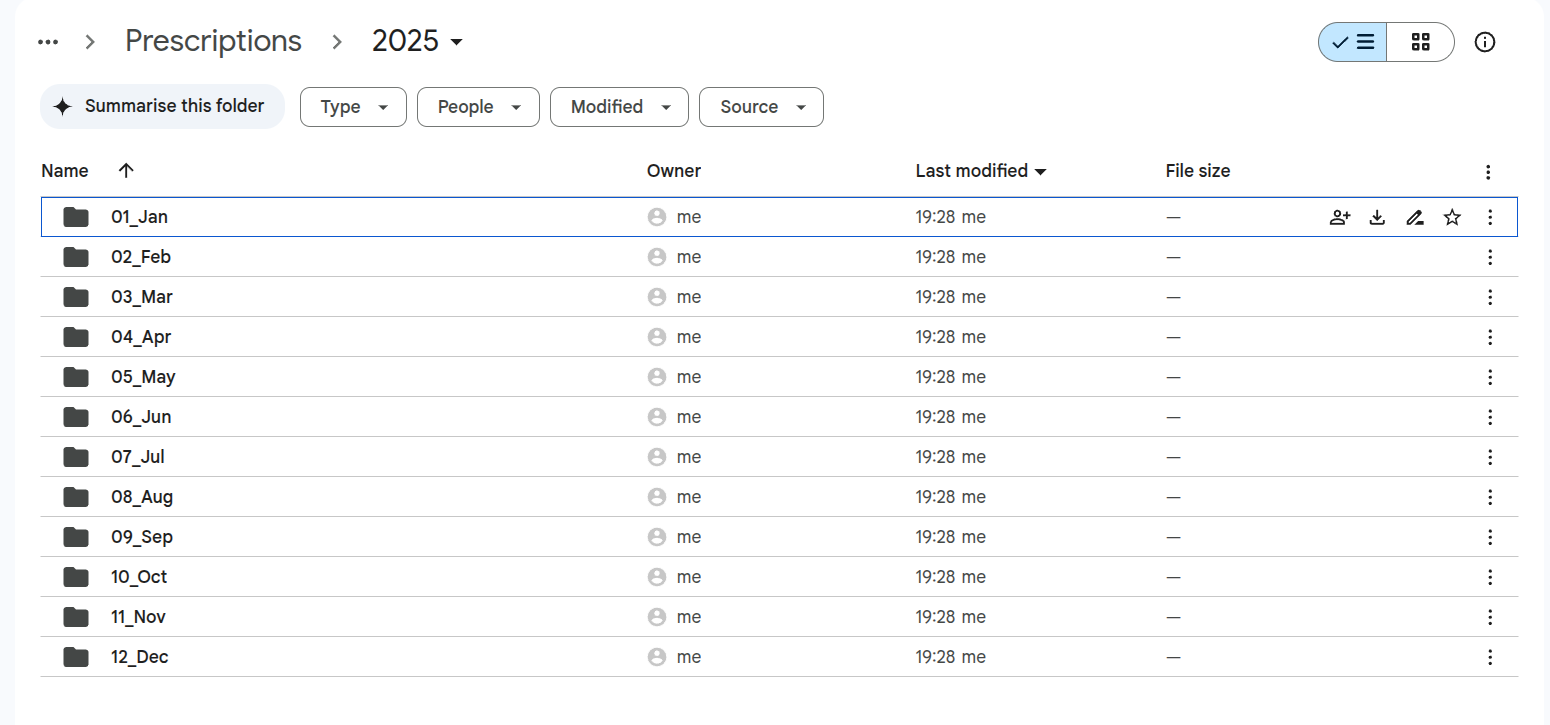 ... > Prescriptions > 2025
Summarise this folder Type People Modified Source
Name Owner Last modified File size
01_Jan me 19:28 me —
02_Feb me 19:28 me —
03_Mar me 19:28 me —
04_Apr me 19:28 me —
05_May me 19:28 me —
06_Jun me 19:28 me —
07_Jul me 19:28 me —
08_Aug me 19:28 me —
09_Sep me 19:28 me —
10_Oct me 19:28 me —
11_Nov me 19:28 me —
12_Dec me 19:28 me —